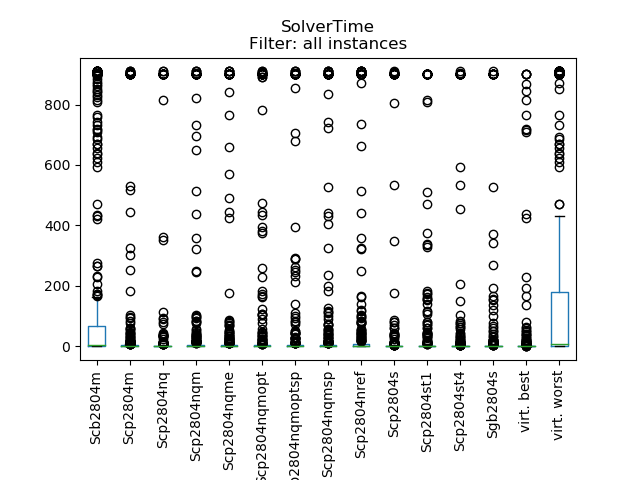 SolverTime
Filter: all instances
800
600
400
200
0
Scb2804m
Scp2804m
Scp2804nq
Scp2804nqm
Scp2804nqme
Scp2804nqmopt
p2804nqmoptsp
Scp2804nqmsp
Scp2804nref
Scp2804s
Scp2804st1
Scp2804st4
Sgb2804s
virt. best
virt. worst